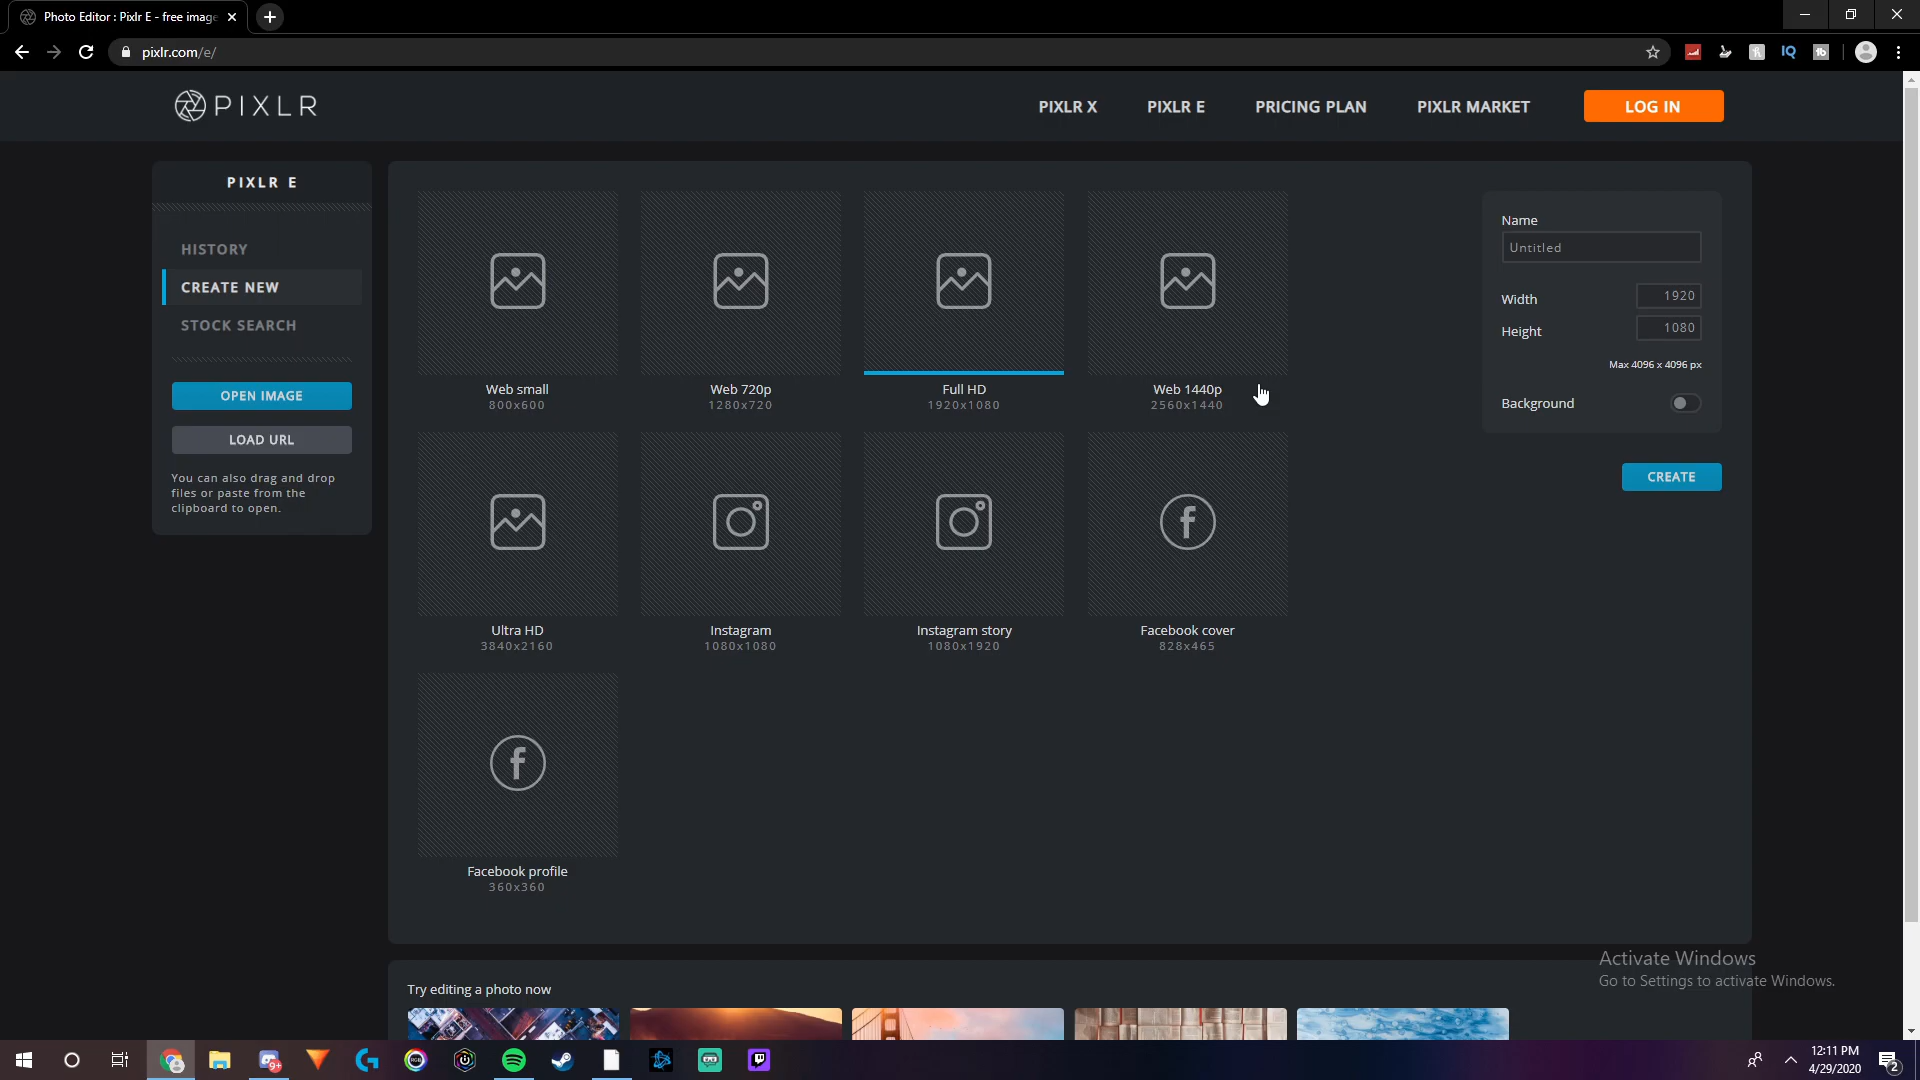 Photo Editor : Pixlr E - free image
pixlr.com/e/
PIXLR
PIXLR X
PIXLR E
PRICING PLAN
PIXLR MARKET
LOG IN
PIXLR E
HISTORY
CREATE NEW
STOCK SEARCH
OPEN IMAGE
LOAD URL
You can also drag and drop
files or paste from the
clipboard to open.
Web small
800x600
Web 720p
1280x720
Full HD
1920x1080
Web 1440p
2560x1440
Ultra HD
3840x2160
Instagram
1080x1080
Instagram story
1080x1920
Facebook cover
828x465
Facebook profile
360x360
Name
Untitled
Width
1920
Height
1080
Max 4096 x 4096 px
Background
CREATE
Try editing a photo now
Activate Windows
Go to Settings to activate Windows.
IQ
9+
12:11 PM
4/29/2020
2